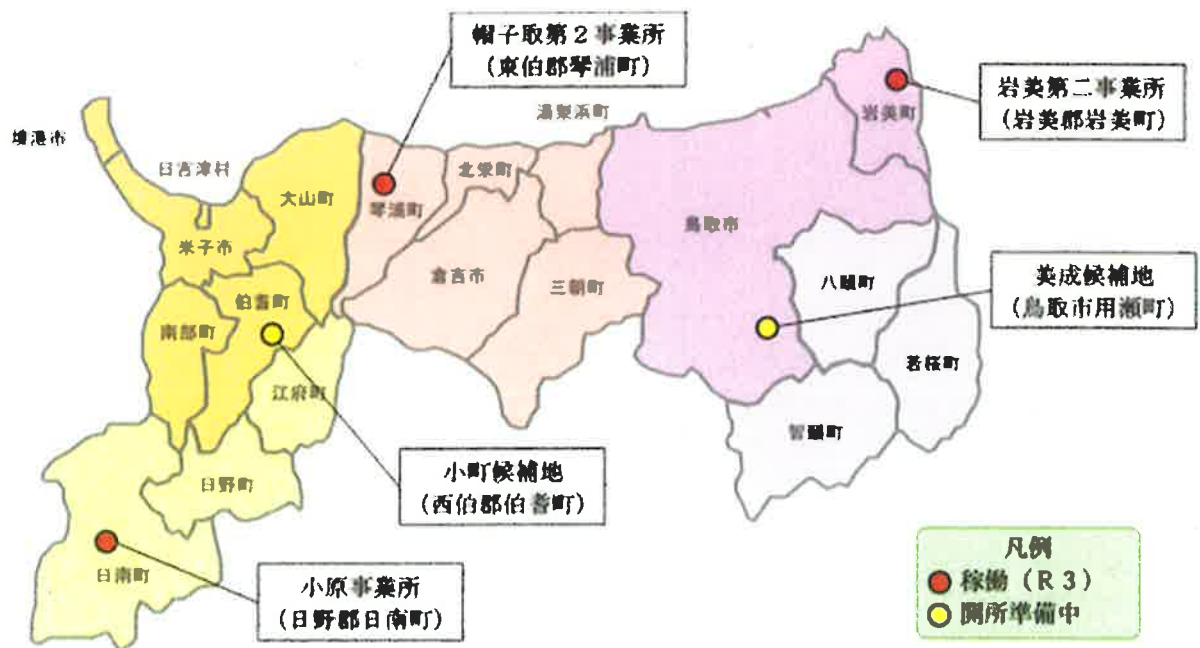 帽子取第2事業所
(東伯郡琴浦町)
岩美第二事業所
(岩美郡岩美町)
湯梨浜町
岩美町
境港市
日吉津村
北栄町
大山町
琴浦町
鳥取市
米子市
倉吉市
三朝町
八頭町
美成候補地
(鳥取市用瀬町)
伯耆町
南部町
若桜町
江府町
智頭町
小町候補地
(西伯郡伯耆町)
日野町
凡例
稼働(R3)
開所準備中
日南町
小原事業所
(日野郡日南町)